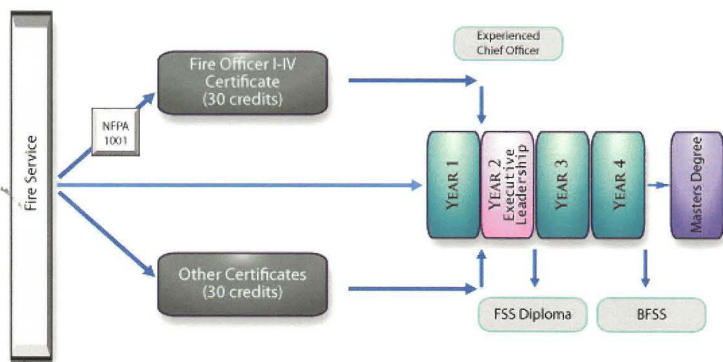 Fire Service
NFPA
1001
Fire Officer I-IV
Certificate
(30 credits)
Other Certificates
(30 credits)
Experienced
Chief Officer
YEAR 1
YEAR 2
Executive
Leadership
YEAR 3
YEAR 4
Masters Degree
FSS Diploma
BFSS